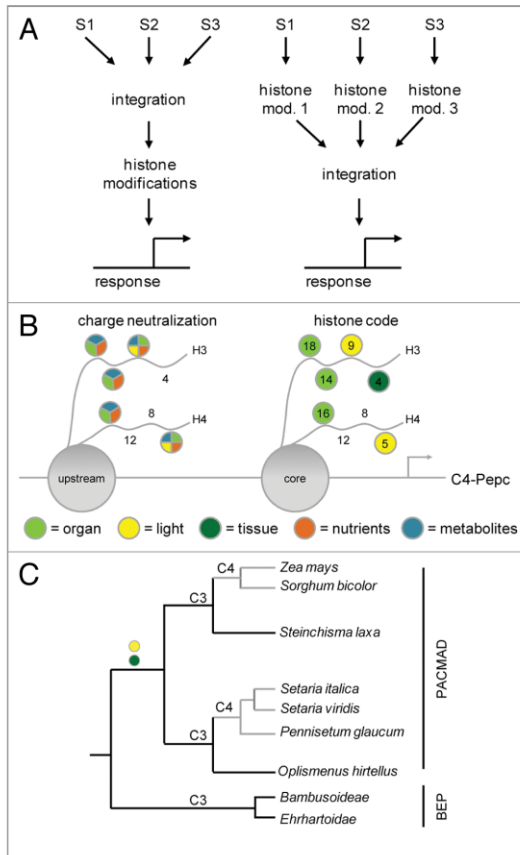 A
S1 S2 S3 S1 S2 S3
integration
histone
modifications
response
histone
mod. 1
histone
mod. 2
histone
mod. 3
integration
response
B
charge neutralization
H3
4
8
H4
12
upstream
histone code
18
9
H3
14
4
16
8
H4
12
5
core
C4-Pepc
= organ = light = tissue = nutrients = metabolites
C
C4
Zea mays
Sorghum bicolor
C3
Steinchisma laxa
Setaria italica
C4
Setaria viridis
Pennisetum glaucum
C3
Oplismenus hirtellus
PACMAD
C3
Bambusoideae
Ehrhartoidae
BEP